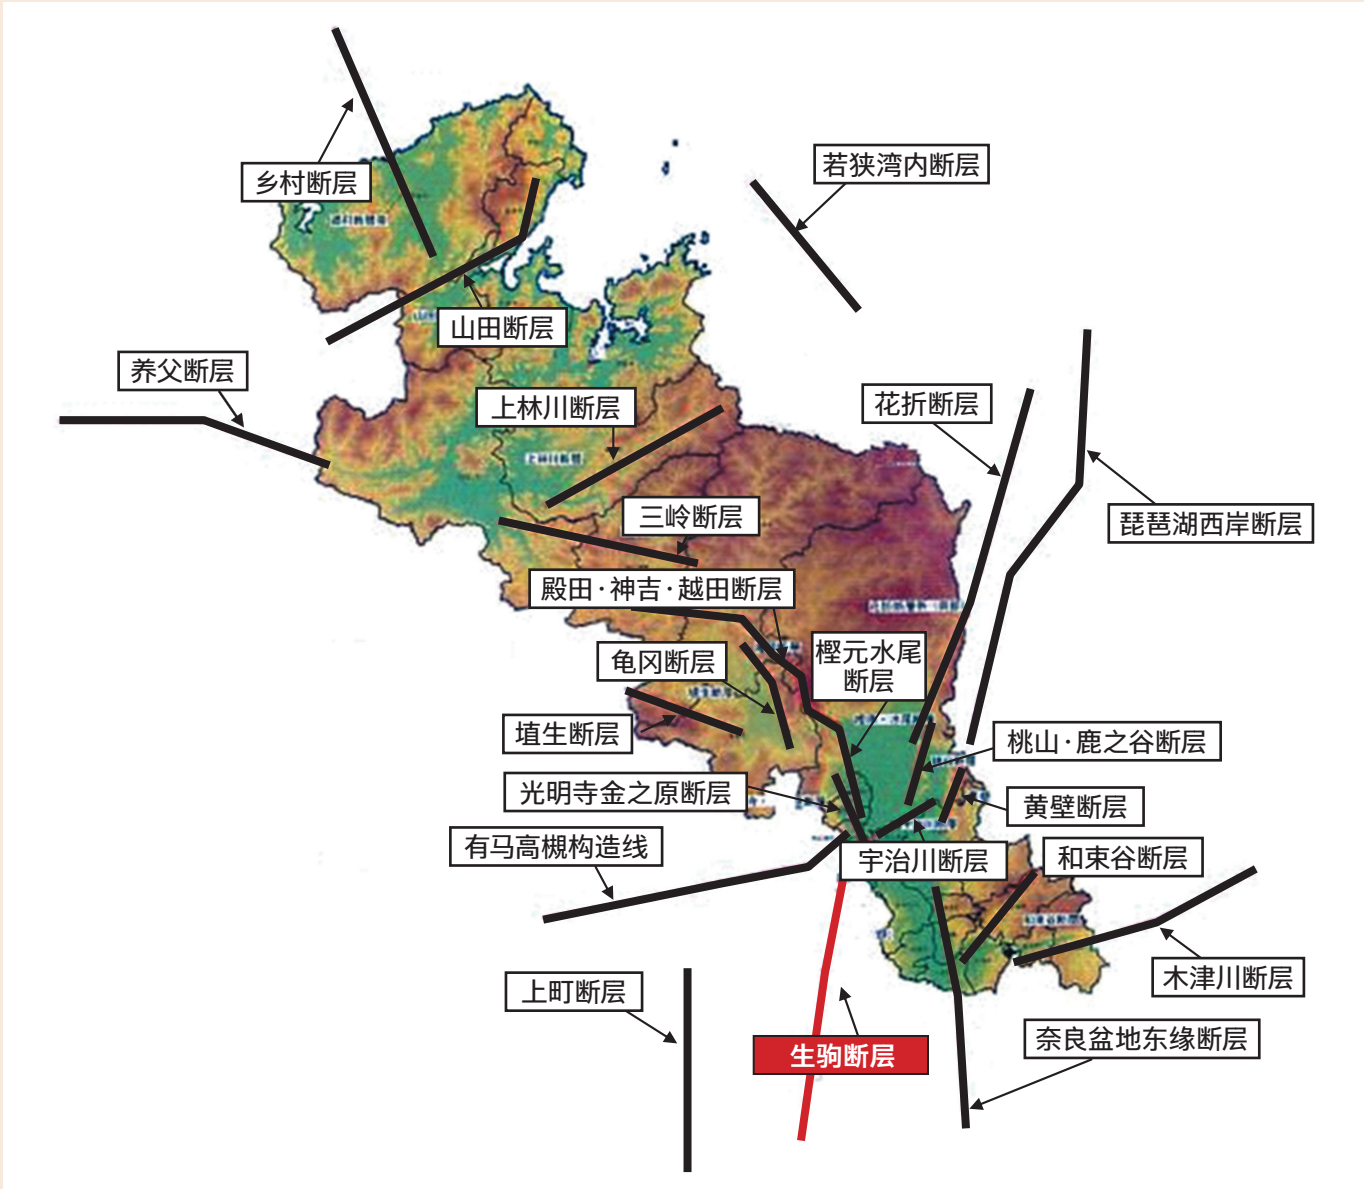 乡村断层
若狭湾内断层
山田断层
养父断层
上林川断层
花折断层
三岭断层
琵琶湖西岸断层
殿田·神吉·越田断层
樫元水尾
断层
龟冈断层
埴生断层
桃山·鹿之谷断层
光明寺金之原断层
黄壁断层
有马高槻构造线
宇治川断层
和束谷断层
木津川断层
上町断层
奈良盆地东缘断层
生驹断层